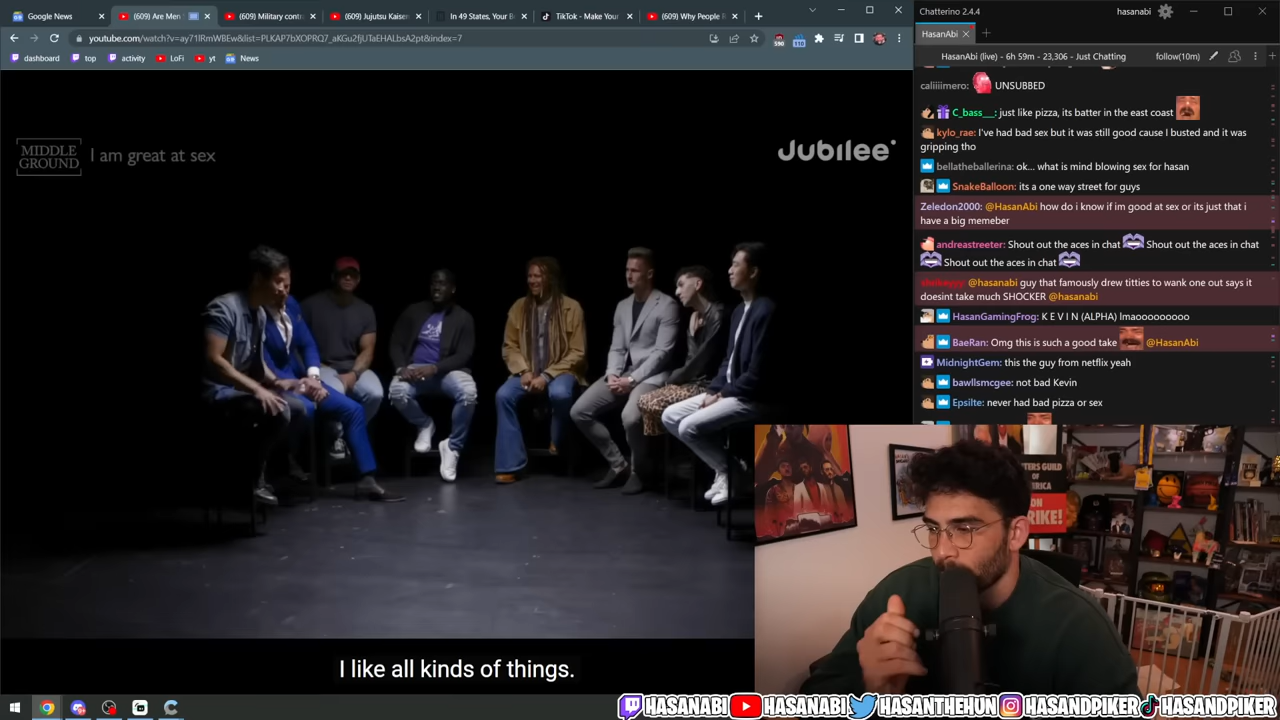 Google News
(609) Are Men
(609) Military contr
(609) Jujutsu Kaisen
In 49 States, Your B
TikTok - Make Your
(609) Why People R
youtube.com/watch?v=ay71IRmWBEw&list=PLKAP7bXOPRQ7_aKGu2fjUTaEHALbsA2pt&index=7
dashboard
top
activity
LoFi
yt
News
MIDDLE
GROUND
I am great at sex
Jubilee
I like all kinds of things.
Chatterino 2.4.4
hasanabi
HasanAbi
HasanAbi (live) - 6h 59m - 23,306 - Just Chatting
follow(10m)
caliiiimero: UNSUBBED
C_bass___: just like pizza, its batter in the east coast
kylo_rae: I've had bad sex but it was still good cause I busted and it was
gripping tho
bellatheballerina: ok... what is mind blowing sex for hasan
SnakeBalloon: its a one way street for guys
Zeledon2000: @HasanAbi how do i know if im good at sex or its just that i
have a big memeber
andreastreeter: Shout out the aces in chat Shout out the aces in chat
Shout out the aces in chat
@hasanabi guy that famously drew titties to wank one out says it
doesint take much SHOCKER @hasanabi
HasanGamingFrog: K E V I N (ALPHA) lmaooooooooo
BaeRan: Omg this is such a good take @HasanAbi
MidnightGem: this the guy from netflix yeah
bawllsmcgee: not bad Kevin
Epsilte: never had bad pizza or sex
HASANABI
HASANABI
HASANTHEHUN
HASANDPIKER
HASANDPIKER